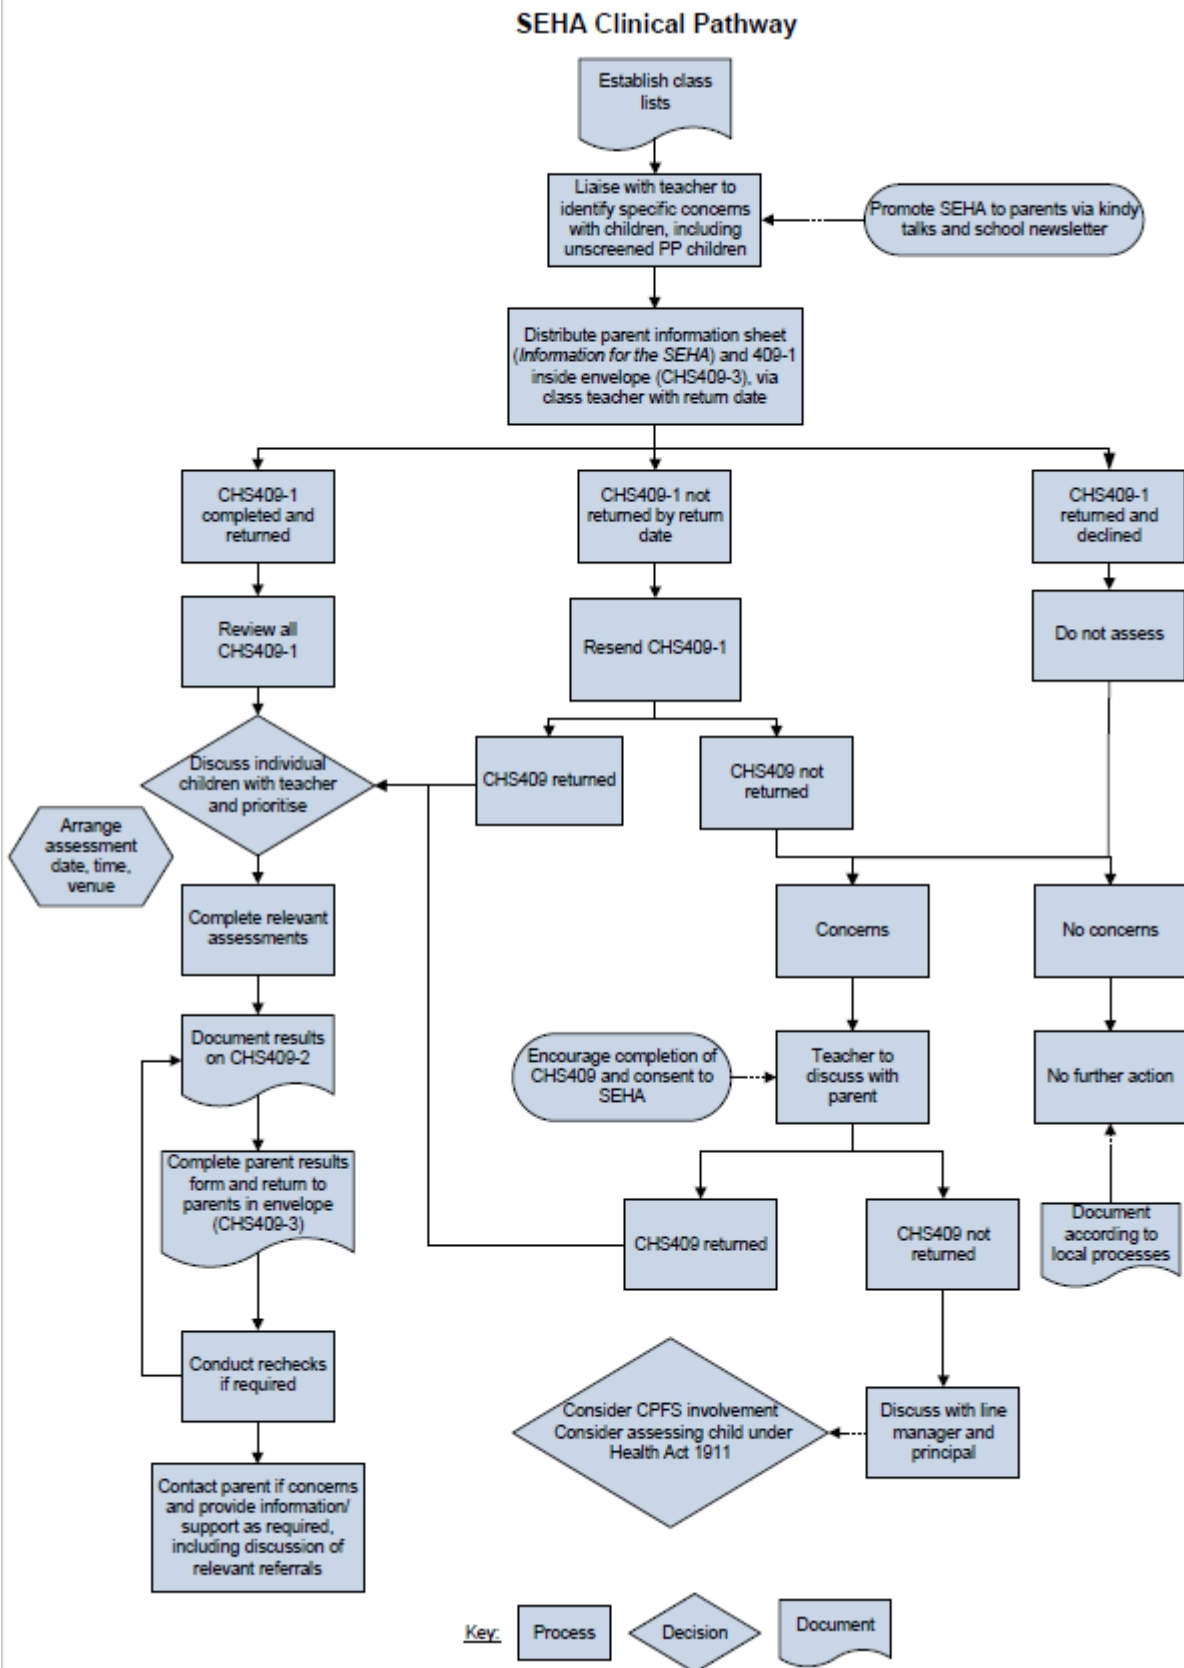 SEHA Clinical Pathway
Establish class
lists
Liaise with teacher to
identify specific concerns
with children, including
unscreened PP children
Promote SEHA to parents via kindy
talks and school newsletter
Distribute parent information sheet
(Information for the SEHA) and 409-1
inside envelope (CHS409-3), via
class teacher with return date
CHS409-1
completed and
returned
CHS409-1 not
returned by return
date
CHS409-1
returned and
declined
Review all
CHS409-1
Resend CHS409-1
Do not assess
Discuss individual
children with teacher
and prioritise
CHS409 returned
CHS409 not
returned
Arrange
assessment
date, time,
venue
Complete relevant
assessments
Concerns
No concerns
Document results
on CHS409-2
Encourage completion of
CHS409 and consent to
SEHA
Teacher to
discuss with
parent
No further action
Complete parent results
form and return to
parents in envelope
(CHS409-3)
CHS409 returned
CHS409 not
returned
Document
according to
local processes
Conduct rechecks
if required
Consider CPFS involvement
Consider assessing child under
Health Act 1911
Discuss with line
manager and
principal
Contact parent if concerns
and provide information/
support as required,
including discussion of
relevant referrals
Key:
Process
Decision
Document